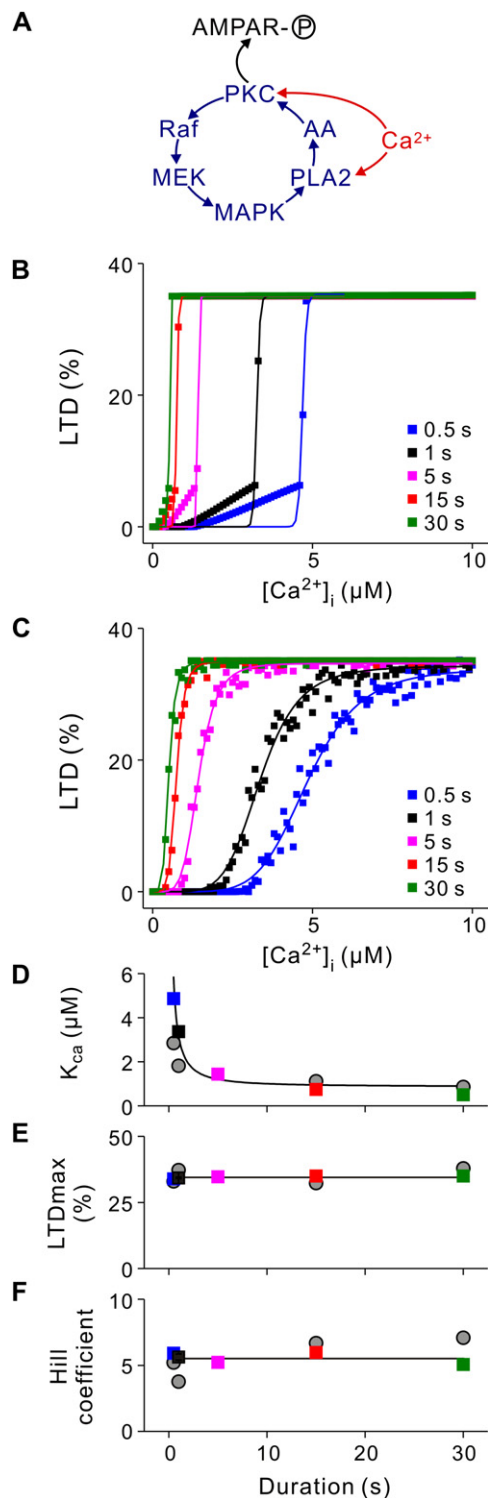 A
AMPAR-P
PKC
Raf
AA
Ca²⁺
MEK
PLA2
MAPK
B
40
20
0
LTD (%)
0.5 s
1 s
5 s
15 s
30 s
0
5
10
[Ca²⁺]i (µM)
C
40
20
0
LTD (%)
0.5 s
1 s
5 s
15 s
30 s
0
5
10
[Ca²⁺]i (µM)
D
6
4
2
0
Kca (µM)
E
50
25
0
LTDmax
(%)
F
10
5
0
Hill
coefficient
0
10
20
30
Duration (s)